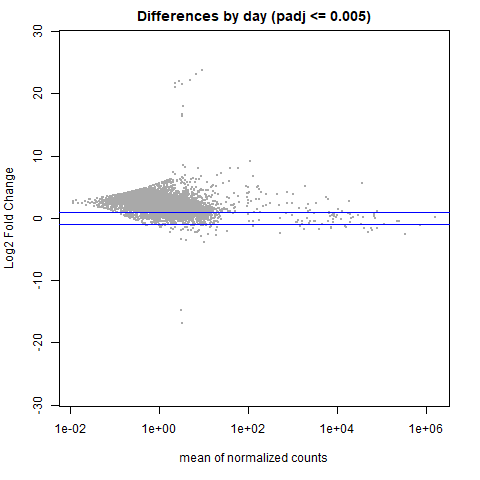 Differences by day (padj <= 0.005)
Log2 Fold Change
30
20
10
0
-10
-20
-30
1e-02
1e+00
1e+02
1e+04
1e+06
mean of normalized counts